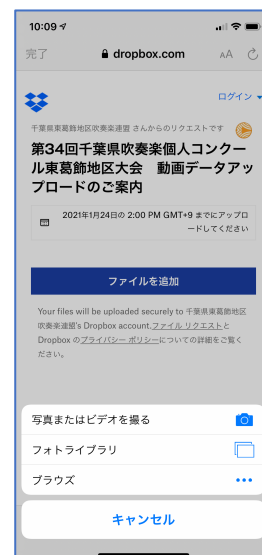 10:09
完了 dropbox.com AA
ログイン
千葉県東葛飾地区吹奏楽連盟 さんからのリクエストです
第34回千葉県吹奏楽個人コンクー
ル東葛飾地区大会　動画データアッ
プロードのご案内
2021年1月24日の 2:00 PM GMT+9 までにアップロ
ードしてください
ファイルを追加
Your files will be uploaded securely to 千葉県東葛飾地区
吹奏楽連盟's Dropbox account.ファイル リクエストと
Dropbox のプライバシー ポリシーについての詳細をご覧く
ださい。
写真またはビデオを撮る
フォトライブラリ
ブラウズ
キャンセル